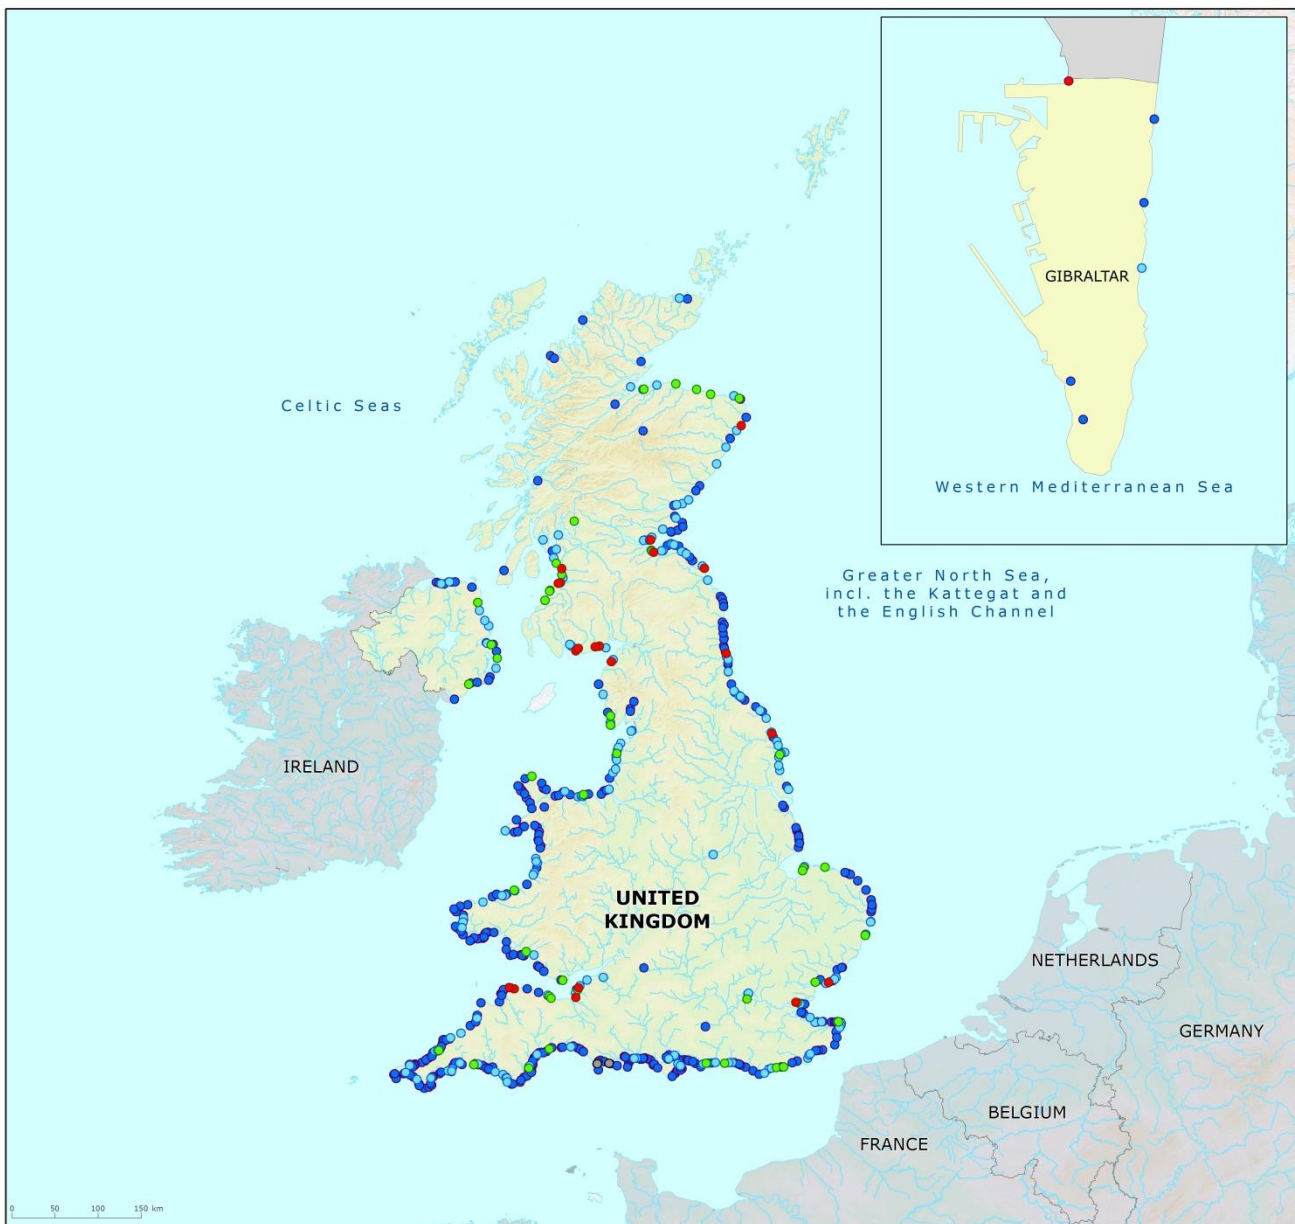 GIBRALTAR
Western Mediterranean Sea
Celtic Seas
Greater North Sea,
incl. the Kattegat and
the English Channel
IRELAND
UNITED
KINGDOM
NETHERLANDS
GERMANY
BELGIUM
FRANCE
0 50 100 150 km